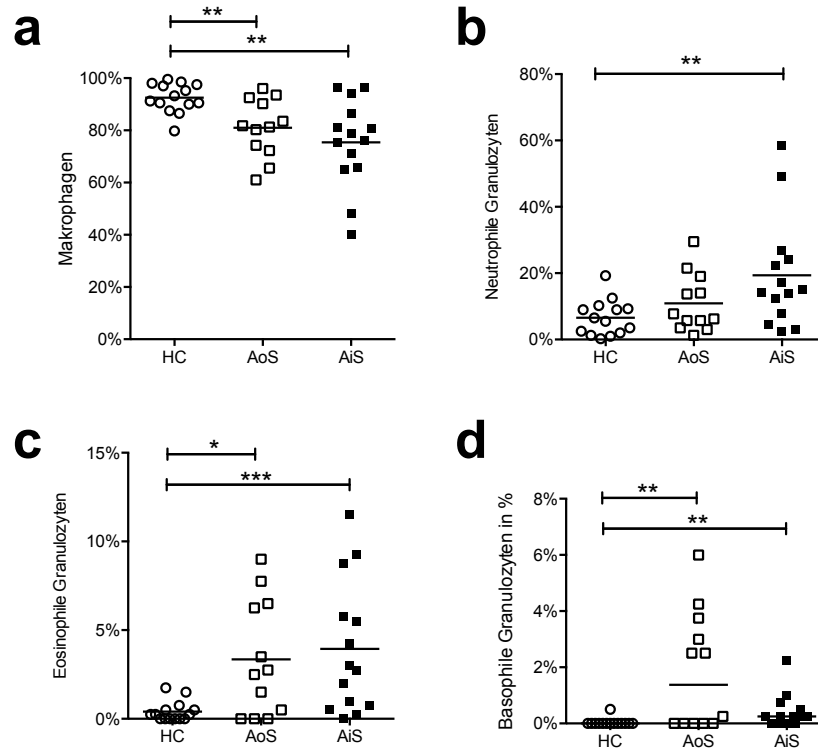 a
**
**
100%
80%
60%
40%
20%
0%
Makrophagen
HC AoS AiS
b
**
80%
60%
40%
20%
0%
Neutrophile Granulozyten
HC AoS AiS
c
*
***
15%
10%
5%
0%
Eosinophile Granulozyten
HC AoS AiS
d
**
**
8%
6%
4%
2%
0%
Basophile Granulozyten in %
HC AoS AiS